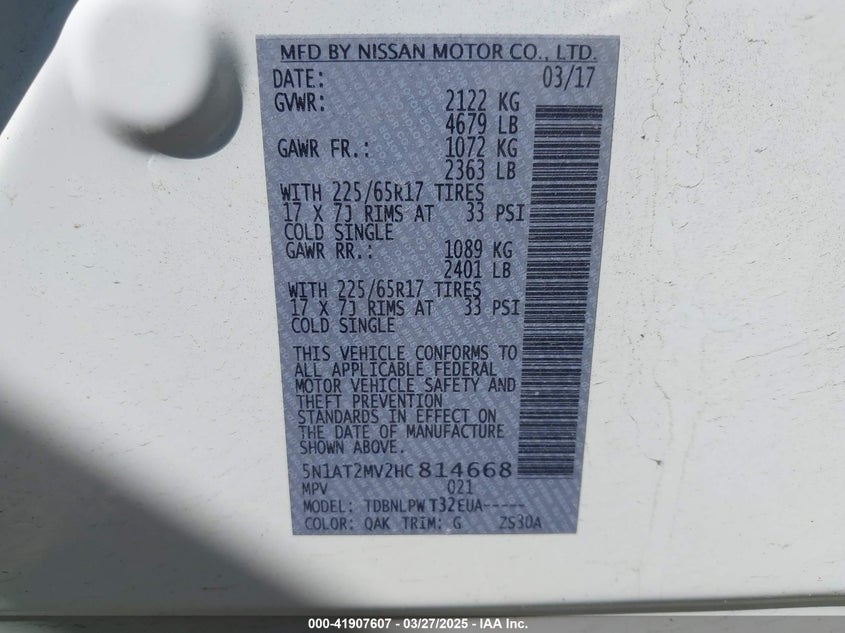 MFD BY NISSAN MOTOR CO., LTD.
DATE: 03/17
GVWR: 2122 KG
4679 LB
GAWR FR.: 1072 KG
2363 LB
WITH 225/65R17 TIRES
17 X 7J RIMS AT 33 PSI
COLD SINGLE
GAWR RR.: 1089 KG
2401 LB
WITH 225/65R17 TIRES
17 X 7J RIMS AT 33 PSI
COLD SINGLE
THIS VEHICLE CONFORMS TO
ALL APPLICABLE FEDERAL
MOTOR VEHICLE SAFETY AND
THEFT PREVENTION
STANDARDS IN EFFECT ON
THE DATE OF MANUFACTURE
SHOWN ABOVE.
5N1AT2MV2HC814668
MPV 021
MODEL: TDBNLPWT32EUA-----
COLOR: QAK TRIM: G ZS30A
000-41907607 / 03/27/2025 - IAA Inc.